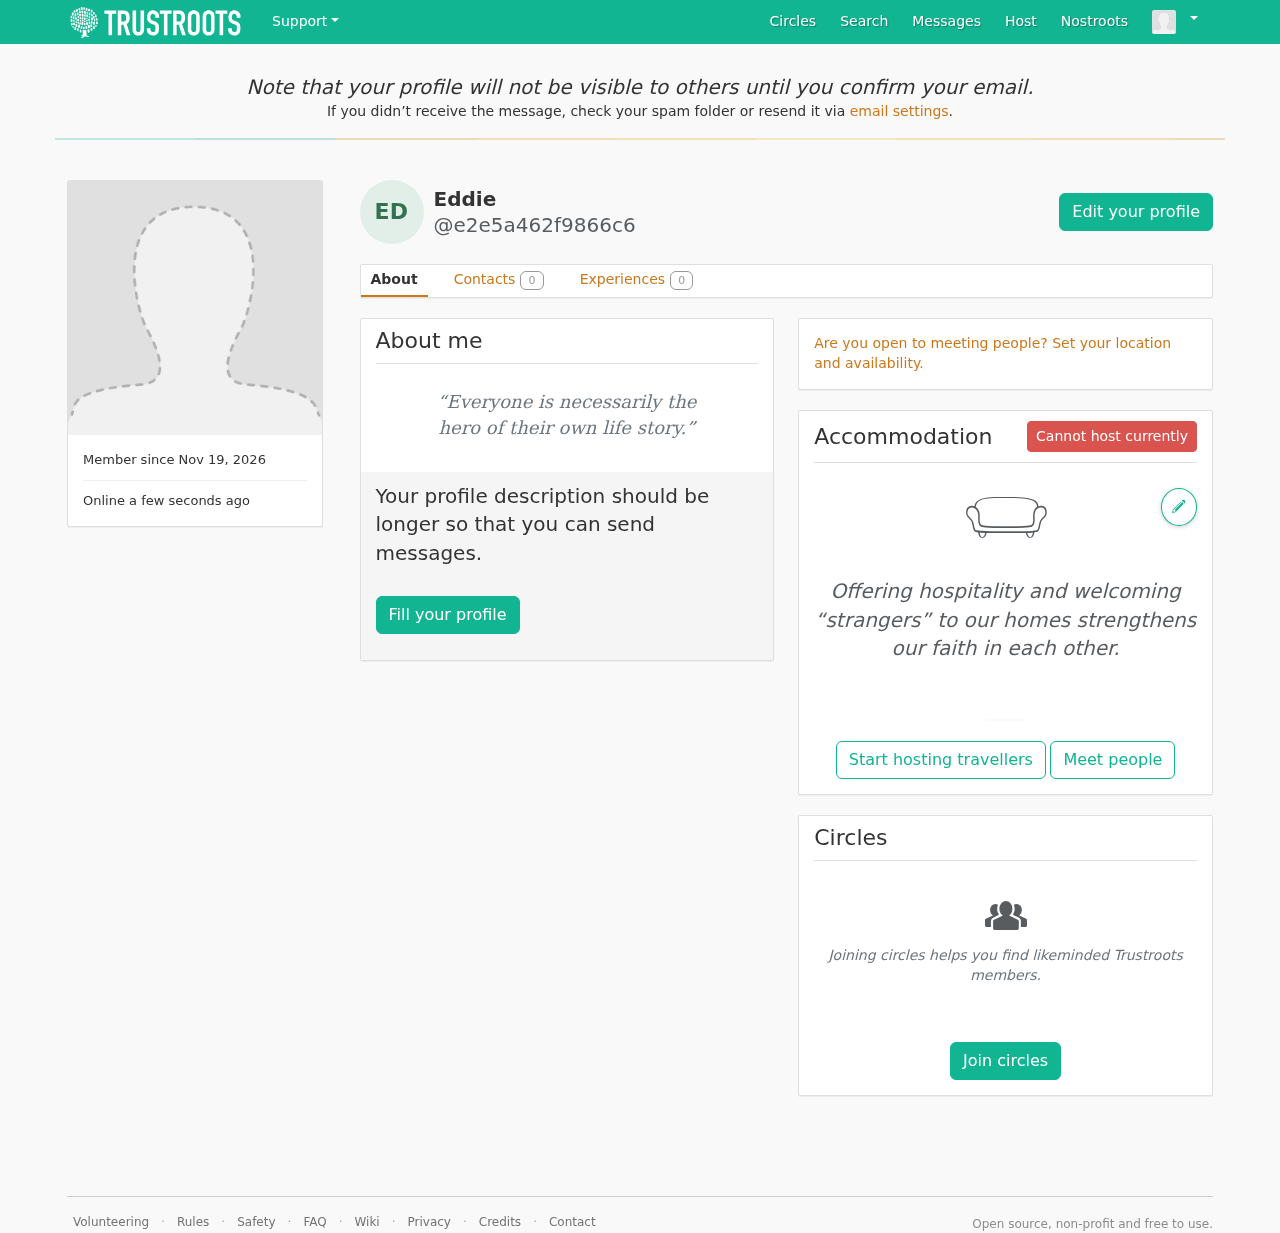 TRUSTROOTS Support Circles Search Messages Host Nostroots
Note that your profile will not be visible to others until you confirm your email.
If you didn’t receive the message, check your spam folder or resend it via email settings.
ED
Eddie
@e2e5a462f9866c6
Edit your profile
About Contacts 0 Experiences 0
Member since Nov 19, 2026
Online a few seconds ago
About me
“Everyone is necessarily the
hero of their own life story.”
Your profile description should be
longer so that you can send
messages.
Fill your profile
Are you open to meeting people? Set your location
and availability.
Accommodation Cannot host currently
Offering hospitality and welcoming
“strangers” to our homes strengthens
our faith in each other.
Start hosting travellers Meet people
Circles
Joining circles helps you find likeminded Trustroots
members.
Join circles
Volunteering · Rules · Safety · FAQ · Wiki · Privacy · Credits · Contact
Open source, non-profit and free to use.